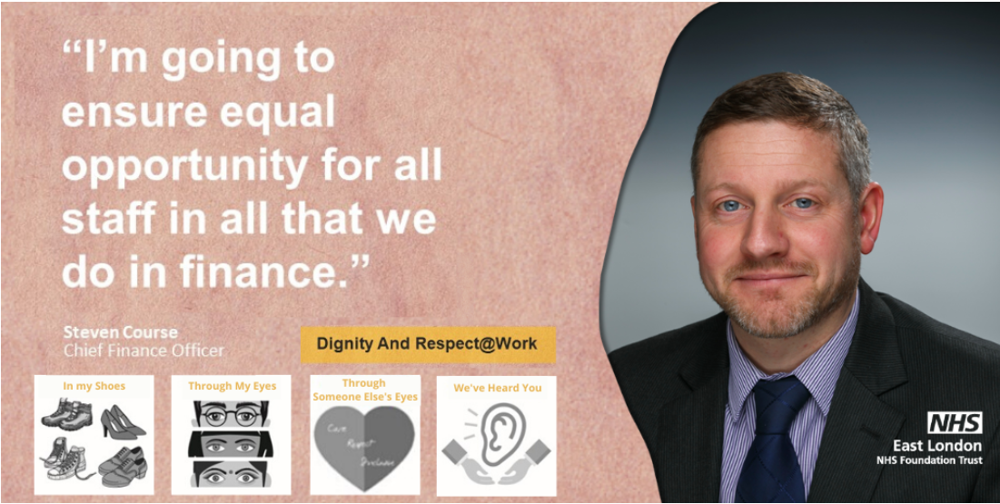 “I’m going to
ensure equal
opportunity for all
staff in all that we
do in finance.”
Steven Course
Chief Finance Officer
Dignity And Respect@Work
In my Shoes
Through My Eyes
Through
Someone Else's Eyes
Care
Respect
Inclusive
We've Heard You
NHS
East London
NHS Foundation Trust